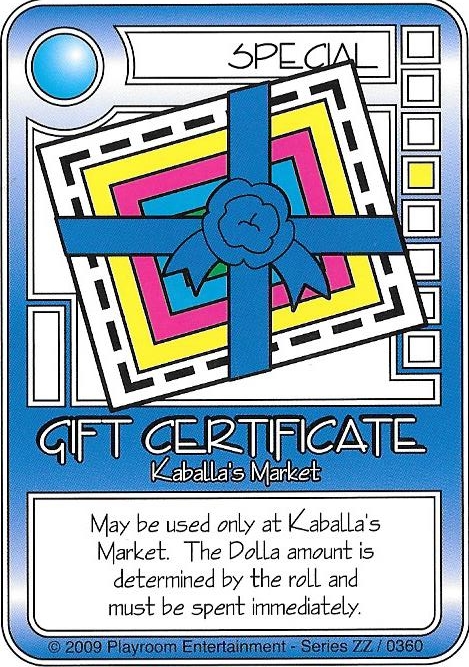 SPECIAL
GIFT CERTIFICATE
Kaballa's Market
May be used only at Kaballa's
Market. The Dolla amount is
determined by the roll and
must be spent immediately.
© 2009 Playroom Entertainment - Series ZZ / 0360